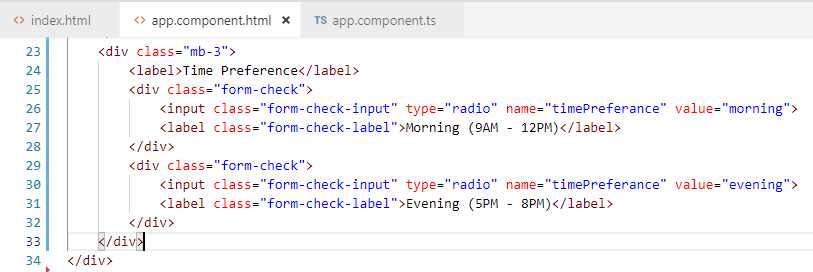 <> index.html <> app.component.html × TS app.component.ts
23 <div class="mb-3">
24 <label>Time Preference</label>
25 <div class="form-check">
26 <input class="form-check-input" type="radio" name="timePreferance" value="morning">
27 <label class="form-check-label">Morning (9AM - 12PM)</label>
28 </div>
29 <div class="form-check">
30 <input class="form-check-input" type="radio" name="timePreferance" value="evening">
31 <label class="form-check-label">Evening (5PM - 8PM)</label>
32 </div>
33 </div>
34 </div>